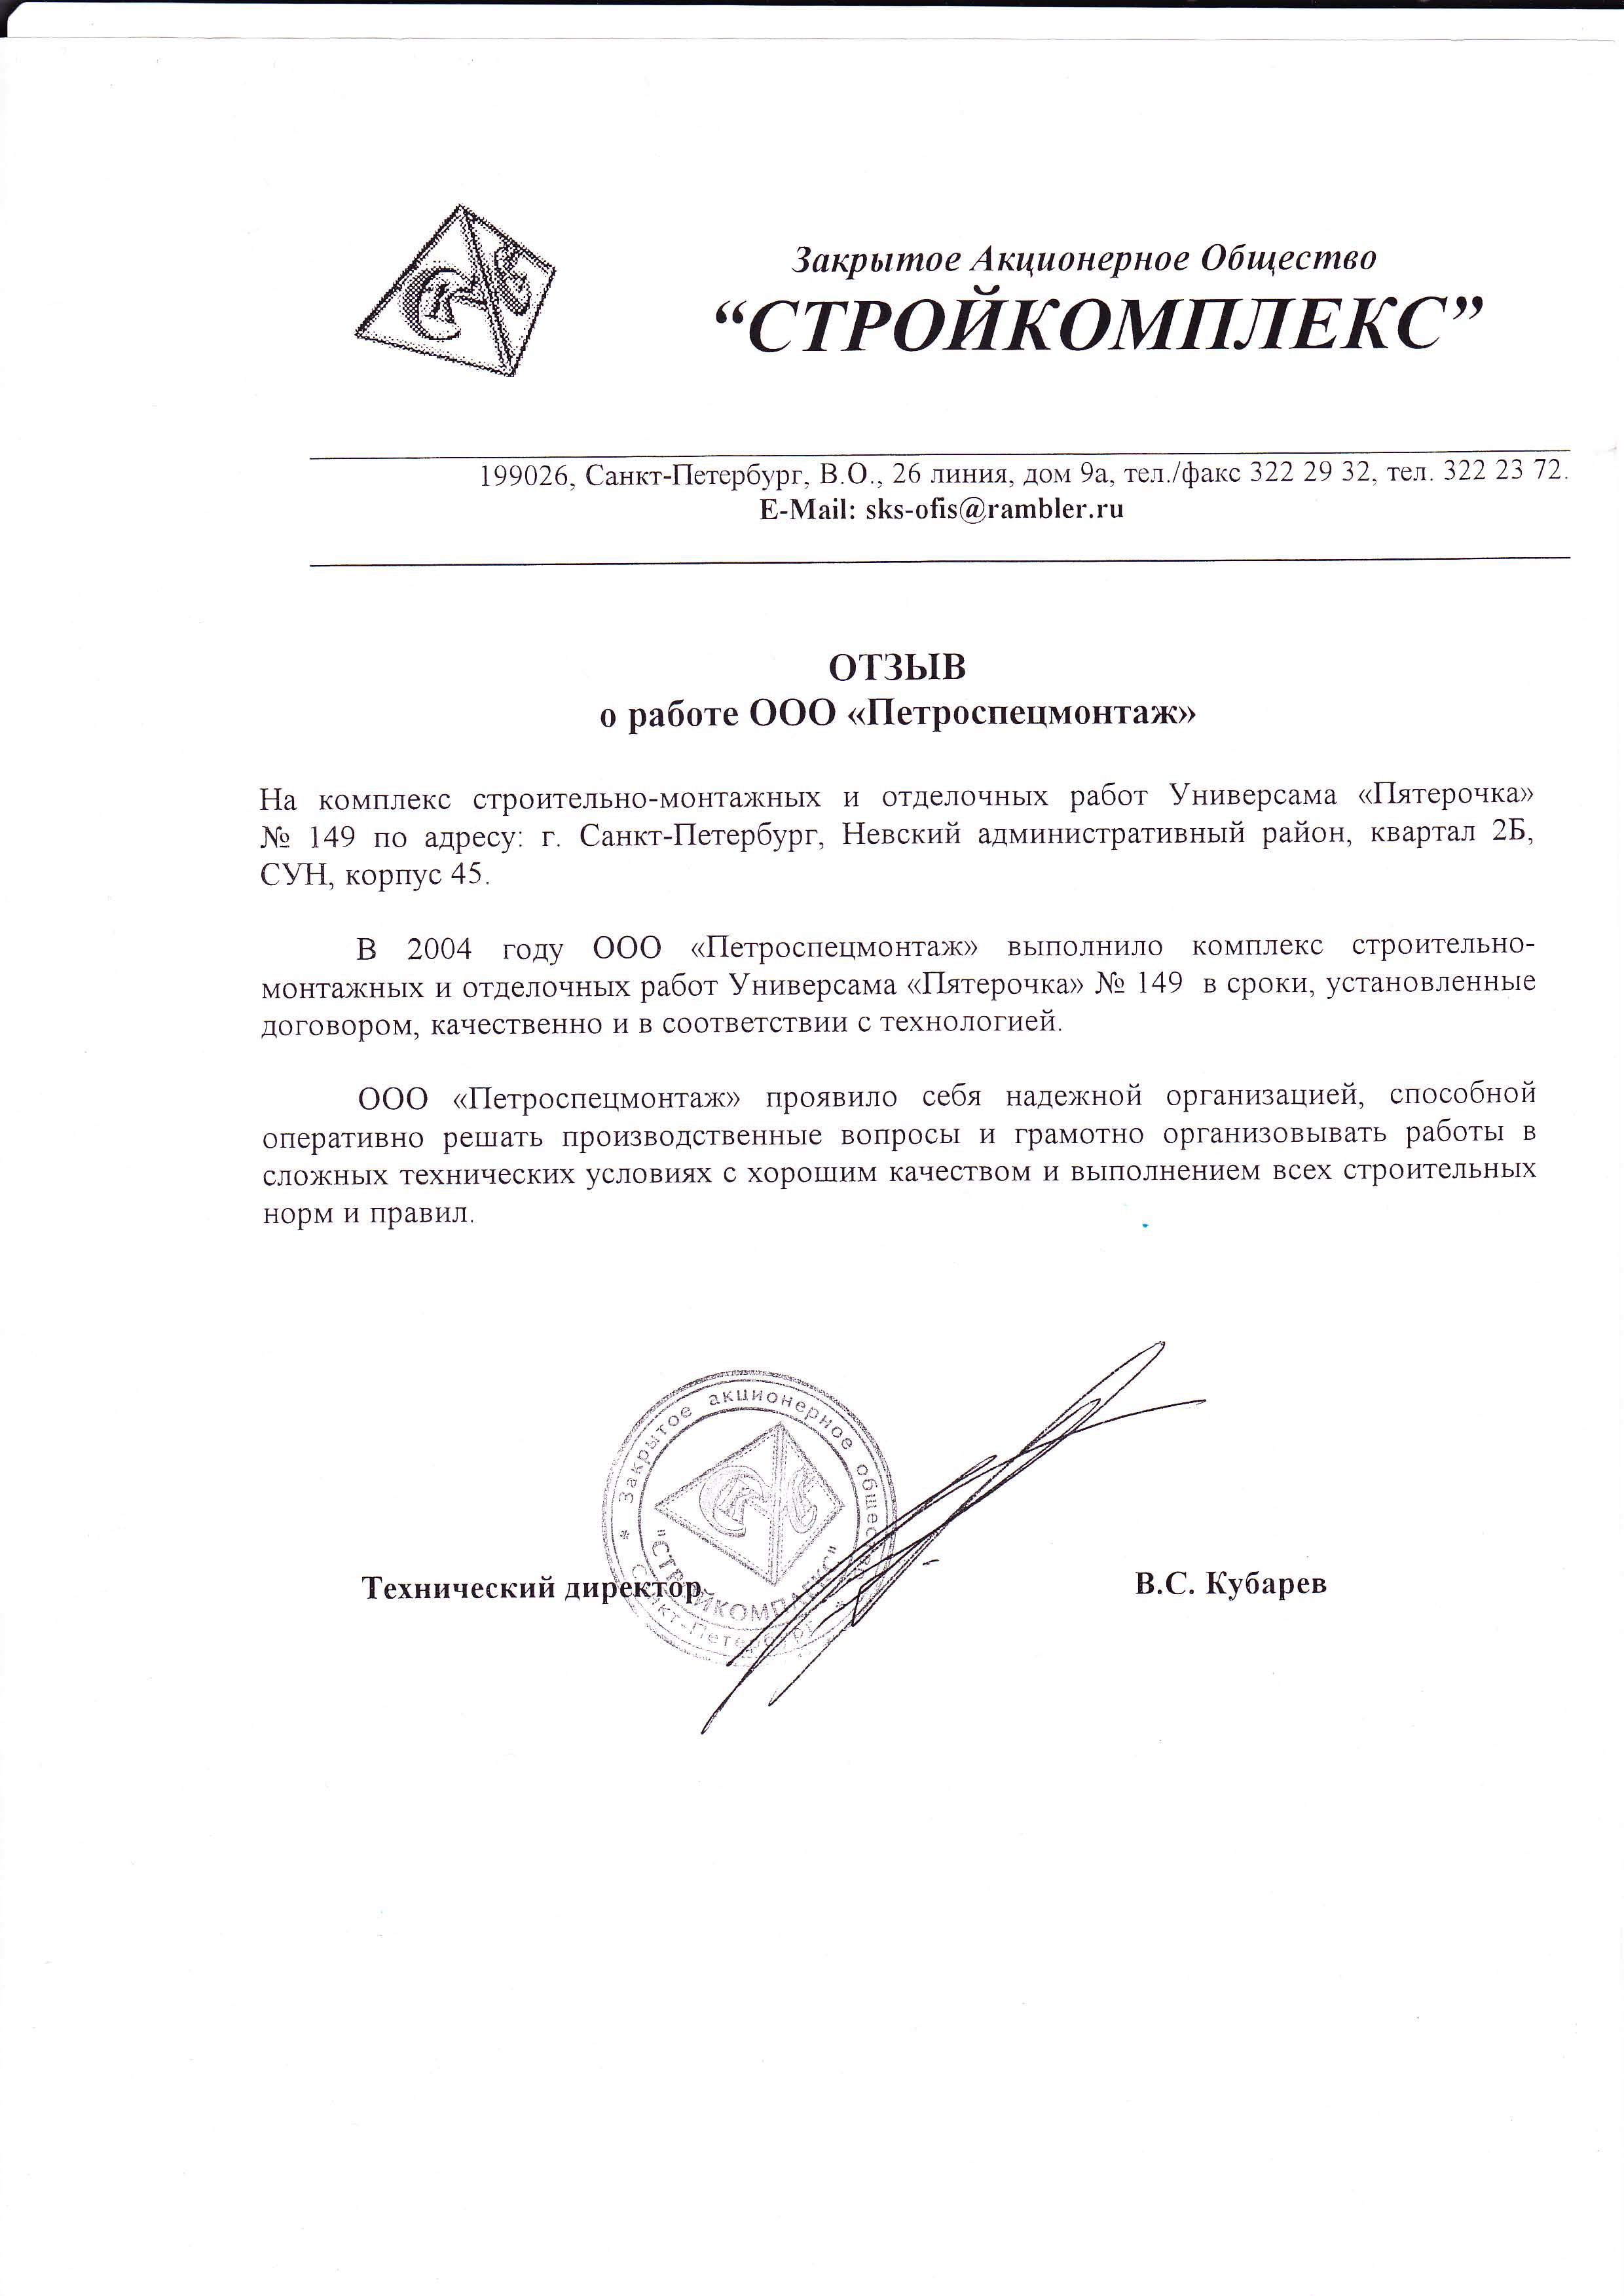 Закрытое Акционерное Общество
“СТРОЙКОМПЛЕКС”
199026, Санкт-Петербург, В.О., 26 линия, дом 9а, тел./факс 322 29 32, тел. 322 23 72.
E-Mail: sks-ofis@rambler.ru
ОТЗЫВ
о работе ООО «Петроспецмонтаж»
На комплекс строительно-монтажных и отделочных работ Универсама «Пятерочка»
№ 149 по адресу: г. Санкт-Петербург, Невский административный район, квартал 2Б,
СУН, корпус 45.
В 2004 году ООО «Петроспецмонтаж» выполнило комплекс строительно-
монтажных и отделочных работ Универсама «Пятерочка» № 149 в сроки, установленные
договором, качественно и в соответствии с технологией.
ООО «Петроспецмонтаж» проявило себя надежной организацией, способной
оперативно решать производственные вопросы и грамотно организовывать работы в
сложных технических условиях с хорошим качеством и выполнением всех строительных
норм и правил.
* Закрытое акционерное
"СТРОЙКОМПЛЕКС"
Санкт-Петербург *
Технический директор
В.С. Кубарев